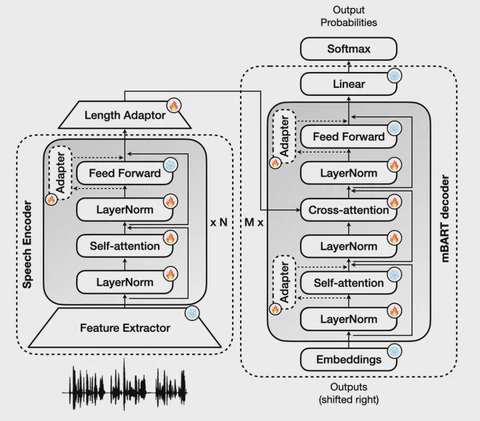 Output
Probabilities
Softmax
Linear
Length Adaptor
Adapter
Feed Forward
LayerNorm
Self-attention
LayerNorm
Feature Extractor
Speech Encoder
x N
M x
Adapter
Feed Forward
LayerNorm
Cross-attention
LayerNorm
Adapter
Self-attention
LayerNorm
Embeddings
mBART decoder
Outputs
(shifted right)